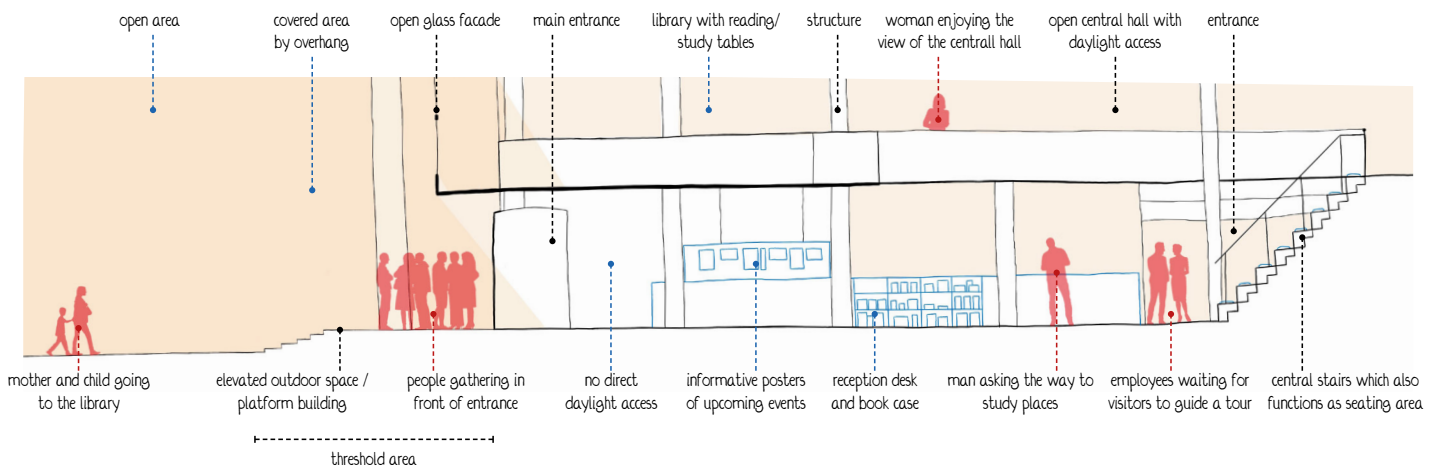 open area
covered area
by overhang
open glass facade
main entrance
library with reading/
study tables
structure
woman enjoying the
view of the centrall hall
open central hall with
daylight access
entrance
mother and child going
to the library
elevated outdoor space /
platform building
people gathering in
front of entrance
no direct
daylight access
informative posters
of upcoming events
reception desk
and book case
man asking the way to
study places
employees waiting for
visitors to guide a tour
central stairs which also
functions as seating area
threshold area